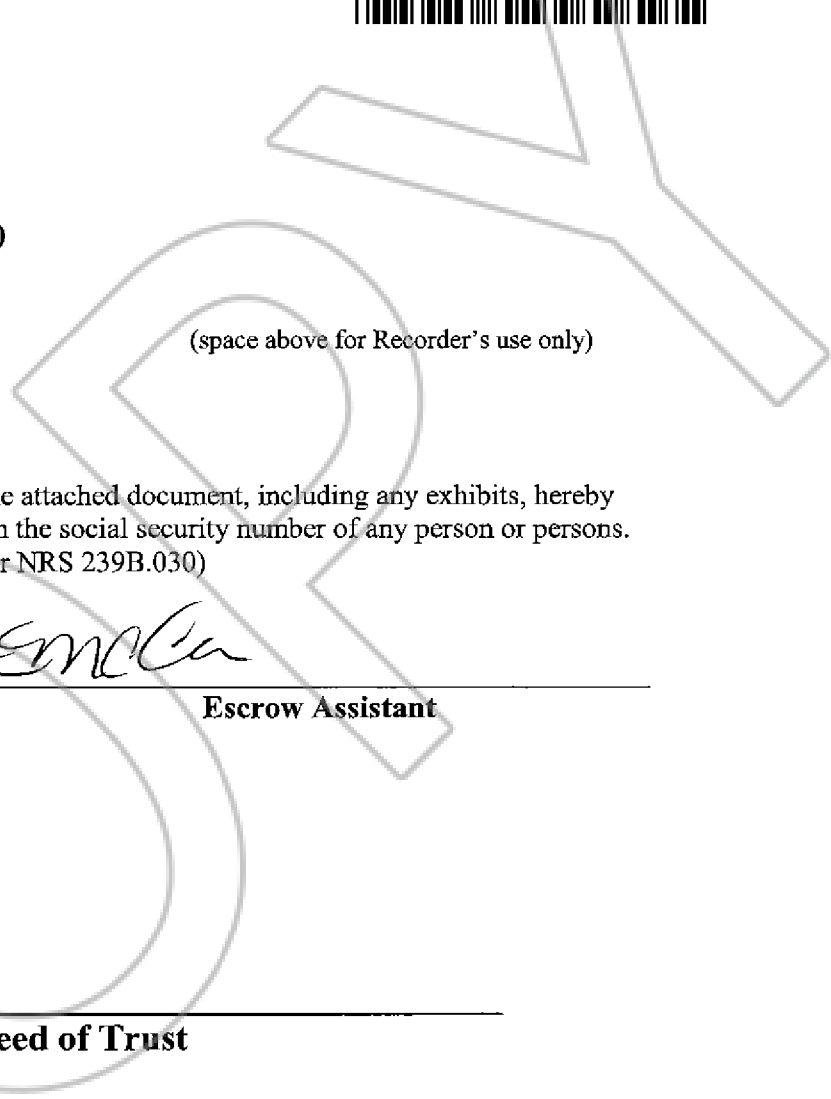 )
(space above for Recorder's use only)
e attached document, including any exhibits, hereby
n the social security number of any person or persons.
r NRS 239B.030)
Escrow Assistant
eed of Trust